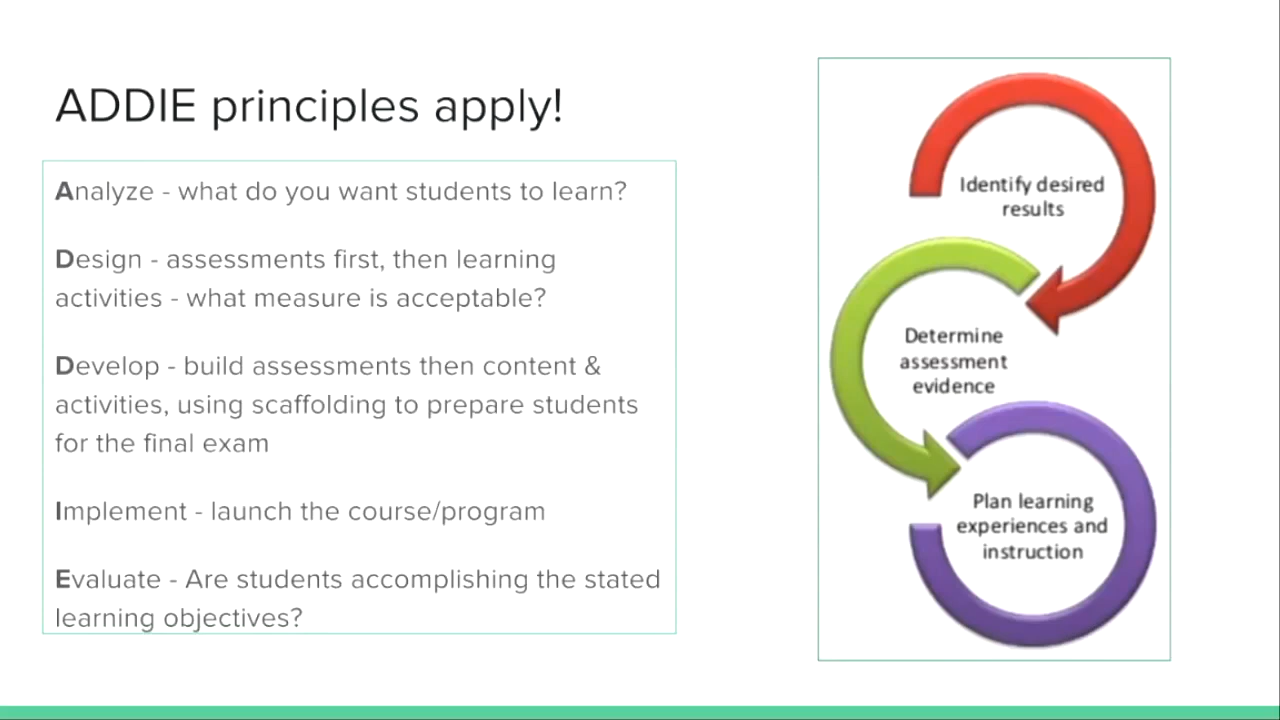 ADDIE principles apply!
Analyze - what do you want students to learn?
Design - assessments first, then learning
activities - what measure is acceptable?
Develop - build assessments then content &
activities, using scaffolding to prepare students
for the final exam
Implement - launch the course/program
Evaluate - Are students accomplishing the stated
learning objectives?
Identify desired
results
Determine
assessment
evidence
Plan learning
experiences and
instruction